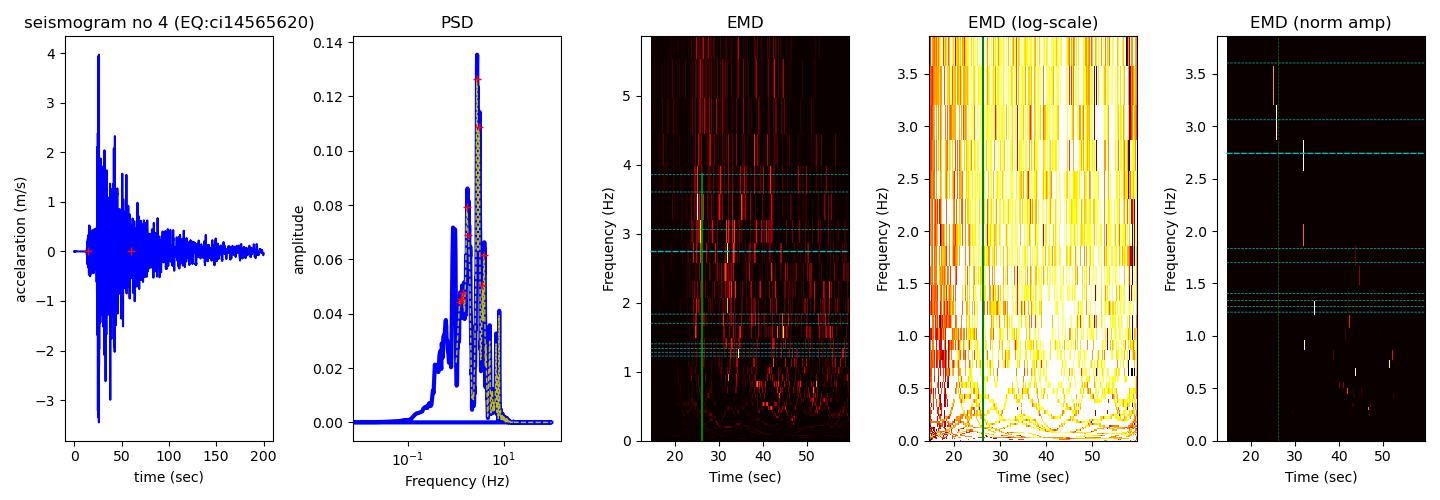 seismogram no 4 (EQ:ci14565620)
PSD
EMD
EMD (log-scale)
EMD (norm amp)
accelaration (m/s)
4
3
2
1
0
−1
−2
−3
0 50 100 150 200
time (sec)
amplitude
0.14
0.12
0.10
0.08
0.06
0.04
0.02
0.00
10⁻¹ 10¹
Frequency (Hz)
Frequency (Hz)
5
4
3
2
1
0
20 30 40 50
Time (sec)
Frequency (Hz)
3.5
3.0
2.5
2.0
1.5
1.0
0.5
0.0
20 30 40 50
Time (sec)
Frequency (Hz)
3.5
3.0
2.5
2.0
1.5
1.0
0.5
0.0
20 30 40 50
Time (sec)